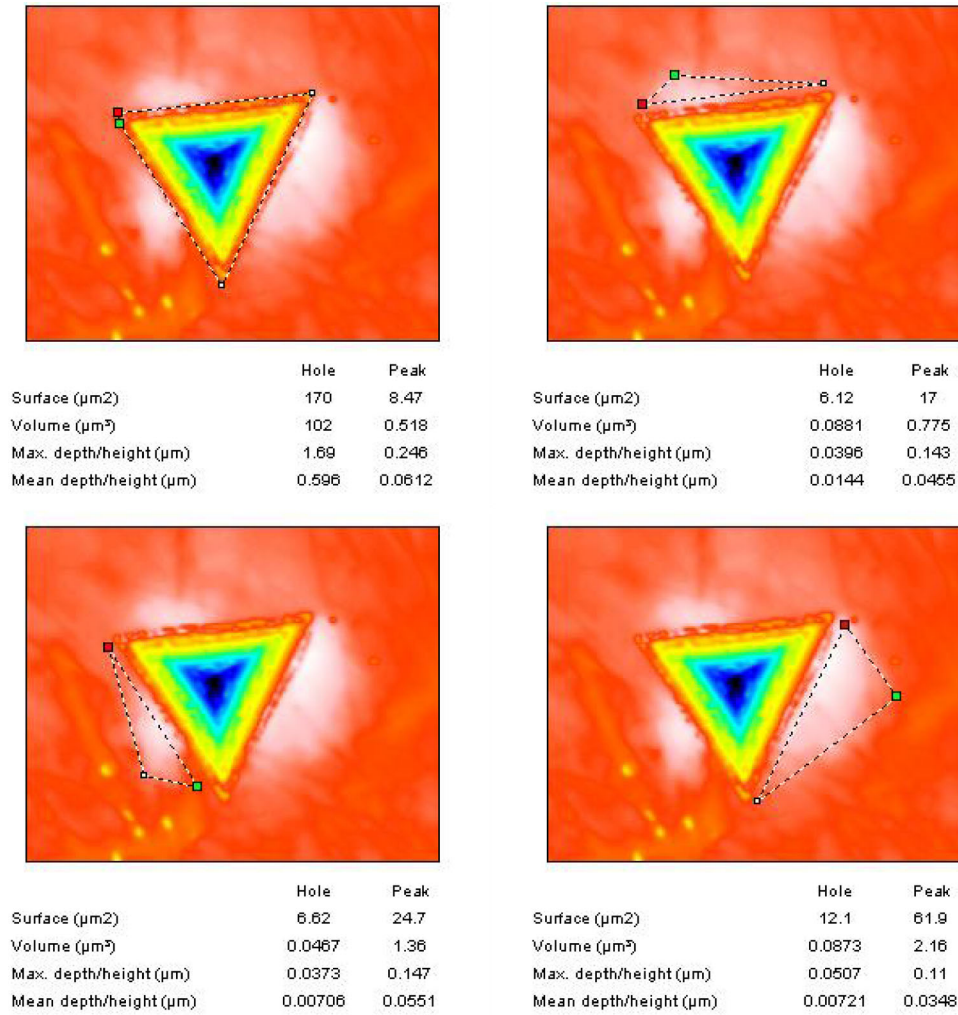 Hole Peak
Surface (µm2) 170 8.47
Volume (µm³) 102 0.518
Max. depth/height (µm) 1.69 0.246
Mean depth/height (µm) 0.596 0.0612
Hole Peak
Surface (µm2) 6.12 17
Volume (µm³) 0.0881 0.775
Max. depth/height (µm) 0.0396 0.143
Mean depth/height (µm) 0.0144 0.0455
Hole Peak
Surface (µm2) 6.62 24.7
Volume (µm³) 0.0467 1.36
Max. depth/height (µm) 0.0373 0.147
Mean depth/height (µm) 0.00706 0.0551
Hole Peak
Surface (µm2) 12.1 61.9
Volume (µm³) 0.0873 2.16
Max. depth/height (µm) 0.0507 0.11
Mean depth/height (µm) 0.00721 0.0348